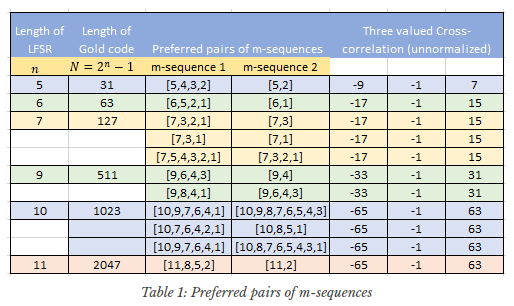 Length of LFSR Length of Gold code Preferred pairs of m-sequences Three valued Cross-correlation (unnormalized)
n N = 2ⁿ − 1 m-sequence 1 m-sequence 2
5 31 [5,4,3,2] [5,2] -9 -1 7
6 63 [6,5,2,1] [6,1] -17 -1 15
7 127 [7,3,2,1] [7,3] -17 -1 15
[7,3,1] [7,1] -17 -1 15
[7,5,4,3,2,1] [7,3,2,1] -17 -1 15
9 511 [9,6,4,3] [9,4] -33 -1 31
[9,8,4,1] [9,6,4,3] -33 -1 31
10 1023 [10,9,7,6,4,1] [10,9,8,7,6,5,4,3] -65 -1 63
[10,7,6,4,2,1] [10,8,5,1] -65 -1 63
[10,9,7,6,4,1] [10,8,7,6,5,4,3,1] -65 -1 63
11 2047 [11,8,5,2] [11,2] -65 -1 63
Table 1: Preferred pairs of m-sequences